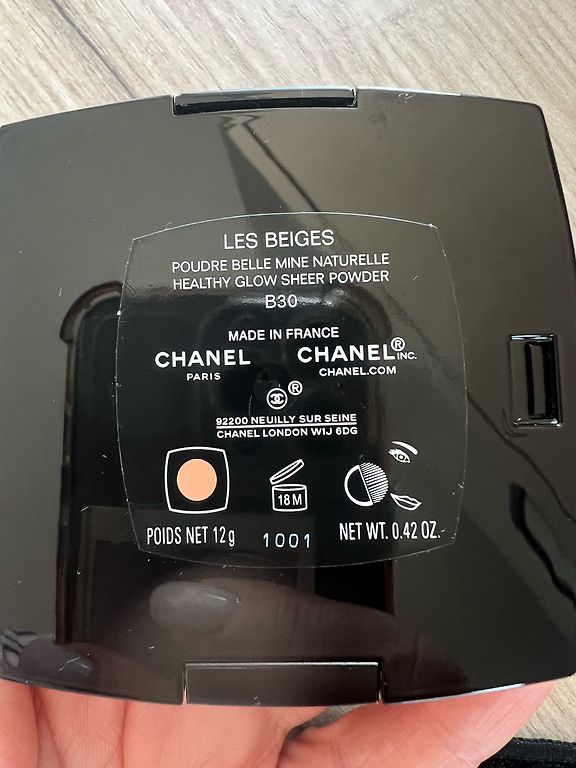 LES BEIGES
POUDRE BELLE MINE NATURELLE
HEALTHY GLOW SHEER POWDER
B30
MADE IN FRANCE
CHANEL CHANEL® INC.
PARIS CHANEL.COM
®
92200 NEUILLY SUR SEINE
CHANEL LONDON W1J 6DG
18M
POIDS NET 12g 1001 NET WT. 0.42 OZ.